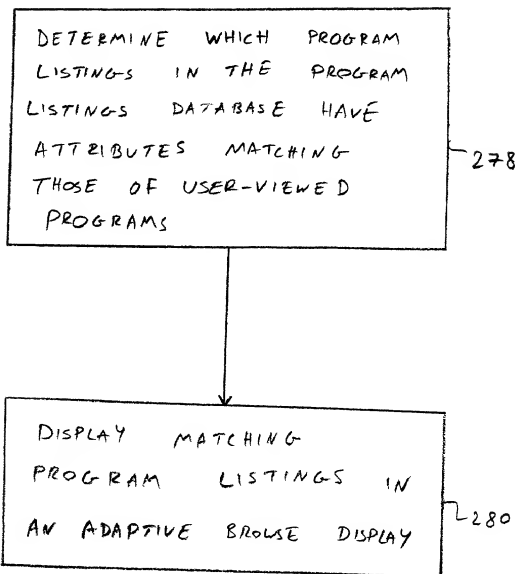 DETERMINE WHICH PROGRAM
LISTINGS IN THE PROGRAM
LISTINGS DATABASE HAVE
ATTRIBUTES MATCHING
THOSE OF USER-VIEWED
PROGRAMS
278
DISPLAY MATCHING
PROGRAM LISTINGS IN
AN ADAPTIVE BROWSE DISPLAY
280